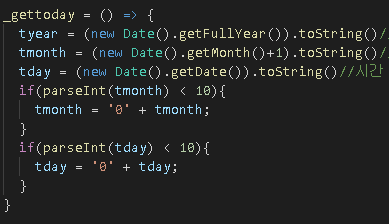 _gettoday = () => {
tyear = (new Date().getFullYear()).toString()//
tmonth = (new Date().getMonth()+1).toString()//
tday = (new Date().getDate()).toString()//시간
if(parseInt(tmonth) < 10){
tmonth = '0' + tmonth;
}
if(parseInt(tday) < 10){
tday = '0' + tday;
}
}